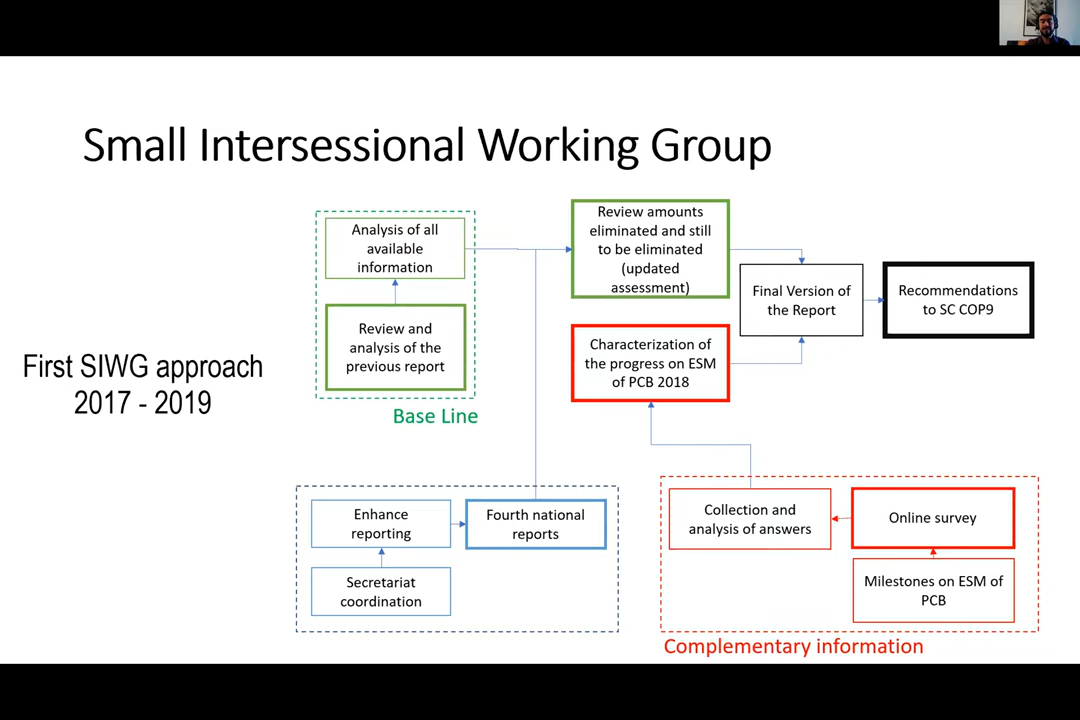 Small Intersessional Working Group
First SIWG approach
2017 - 2019
Analysis of all
available
information
Review and
analysis of the
previous report
Base Line
Review amounts
eliminated and still
to be eliminated
(updated
assessment)
Characterization of
the progress on ESM
of PCB 2018
Final Version of
the Report
Recommendations
to SC COP9
Enhance
reporting
Fourth national
reports
Secretariat
coordination
Collection and
analysis of answers
Online survey
Milestones on ESM of
PCB
Complementary information